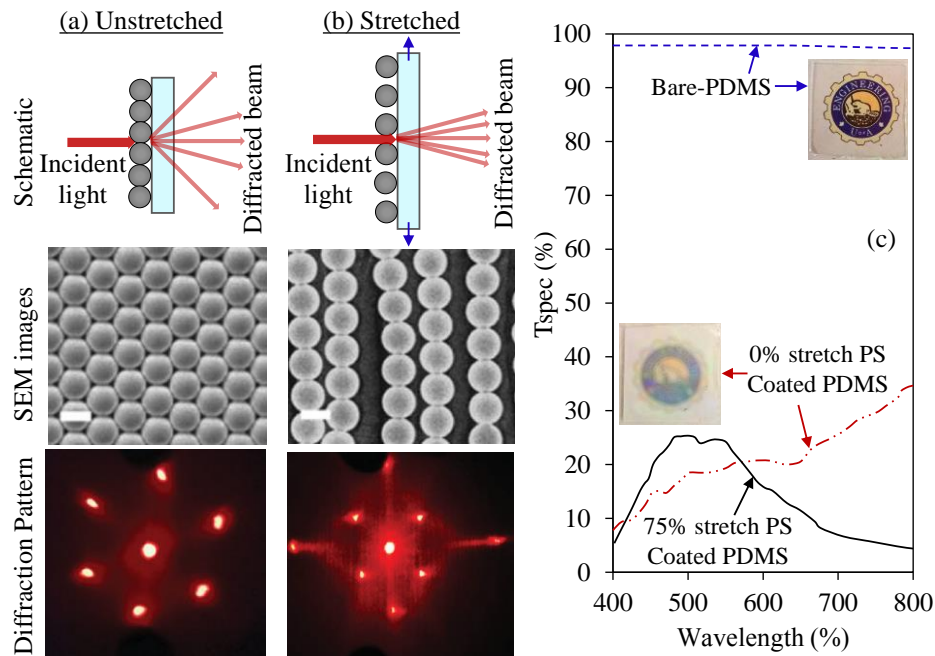 (a) Unstretched
(b) Stretched
Schematic
Incident
light
Diffracted beam
Incident
light
Diffracted beam
SEM images
Diffraction Pattern
(c)
Tspec (%)
100
90
80
70
60
50
40
30
20
10
0
Bare-PDMS
ENGINEERING
0% stretch PS
Coated PDMS
75% stretch PS
Coated PDMS
400
500
600
700
800
Wavelength (%)